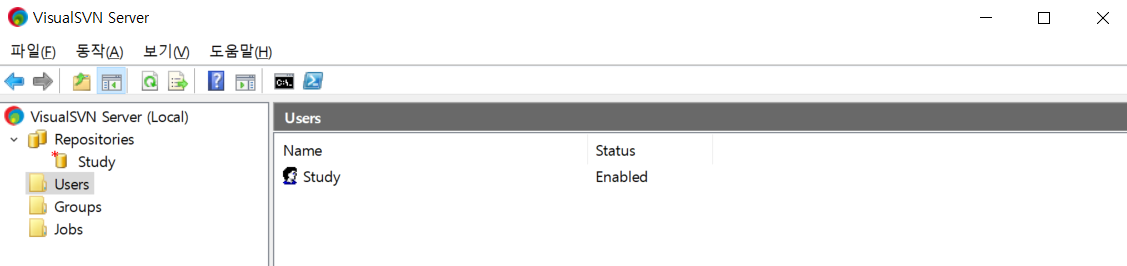 VisualSVN Server
파일(F) 동작(A) 보기(V) 도움말(H)
C:\.
VisualSVN Server (Local)
Repositories
Study
Users
Groups
Jobs
Users
Name Status
Study Enabled